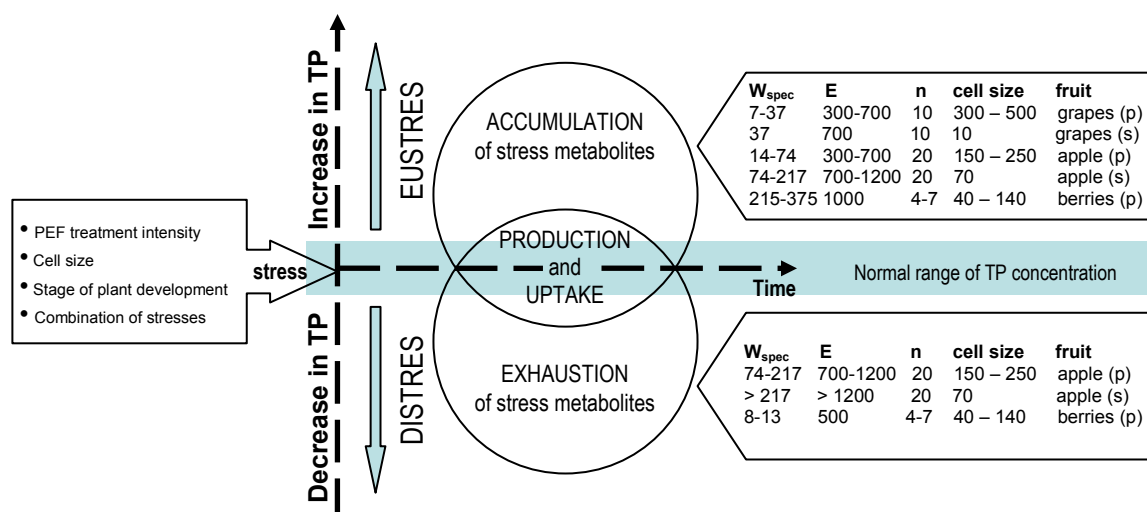 • PEF treatment intensity
• Cell size
• Stage of plant development
• Combination of stresses
stress
Increase in TP
Decrease in TP
EUSTRES
DISTRES
ACCUMULATION
of stress metabolites
PRODUCTION
and
UPTAKE
EXHAUSTION
of stress metabolites
Time
Normal range of TP concentration
Wspec E n cell size fruit
7-37 300-700 10 300 – 500 grapes (p)
37 700 10 10 grapes (s)
14-74 300-700 20 150 – 250 apple (p)
74-217 700-1200 20 70 apple (s)
215-375 1000 4-7 40 – 140 berries (p)
Wspec E n cell size fruit
74-217 700-1200 20 150 – 250 apple (p)
> 217 > 1200 20 70 apple (s)
8-13 500 4-7 40 – 140 berries (p)